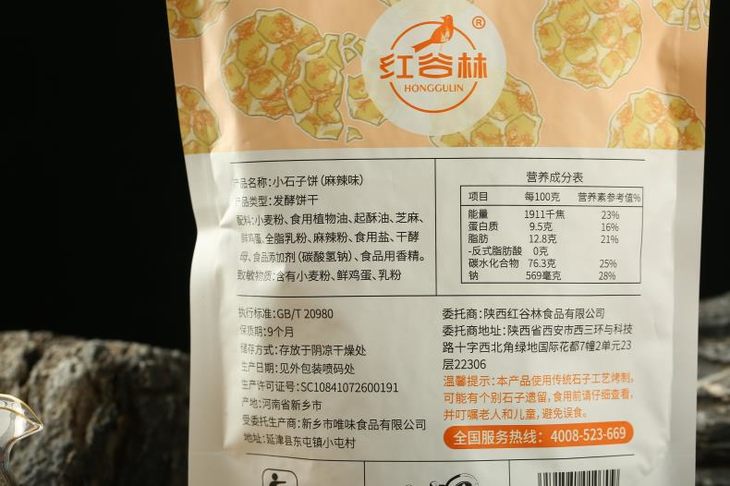 红谷林®
HONGGULIN
产品名称：小石子饼（麻辣味）
产品类型：发酵饼干
配料：小麦粉、食用植物油、起酥油、芝麻、
鲜鸡蛋、全脂乳粉、麻辣粉、食用盐、干酵
母、食品添加剂（碳酸氢钠）、食品用香精。
致敏物质：含有小麦粉、鲜鸡蛋、乳粉
营养成分表
项目 每100克 营养素参考值%
能量 1911千焦 23%
蛋白质 9.5克 16%
脂肪 12.8克 21%
-反式脂肪酸 0克
碳水化合物 76.3克 25%
钠 569毫克 28%
执行标准：GB/T 20980
保质期：9个月
储存方式：存放于阴凉干燥处
生产日期：见外包装喷码处
生产许可证号：SC10841072600191
产地：河南省新乡市
受委托生产商：新乡市唯味食品有限公司
地址：延津县东屯镇小屯村
委托商：陕西红谷林食品有限公司
委托商地址：陕西省西安市西三环与科技
路十字西北角绿地国际花都7幢2单元23
层22306
温馨提示：本产品使用传统石子工艺烤制，
可能有个别石子遗留，食用前请仔细查看，
并叮嘱老人和儿童，避免误食。
全国服务热线：4008-523-669